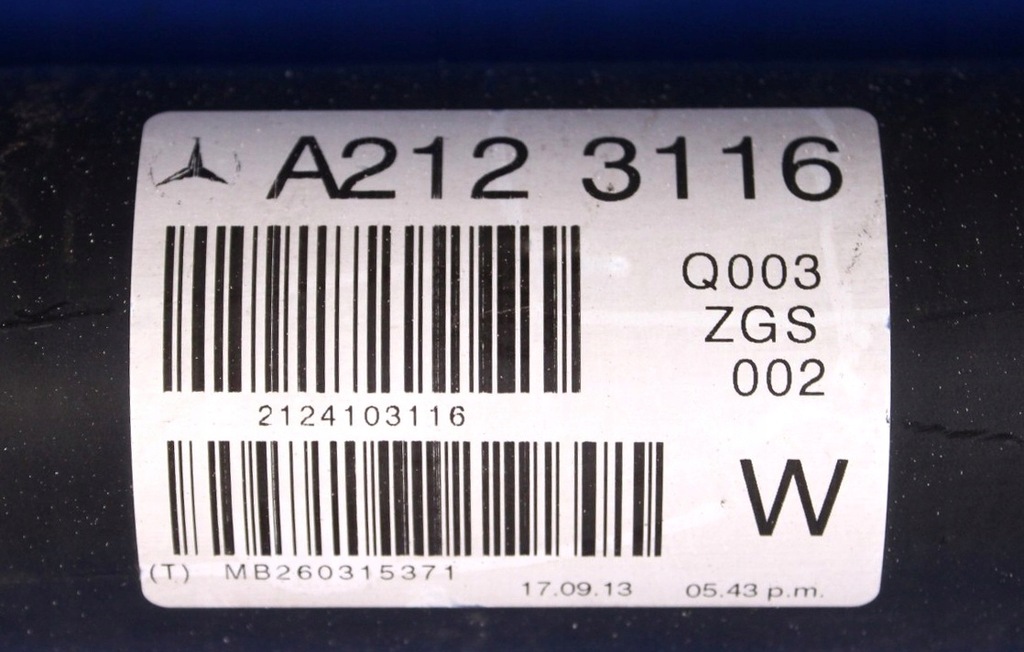 A212 3116
Q003
ZGS
002
2124103116
W
(T) MB260315371
17.09.13 05.43 p.m.